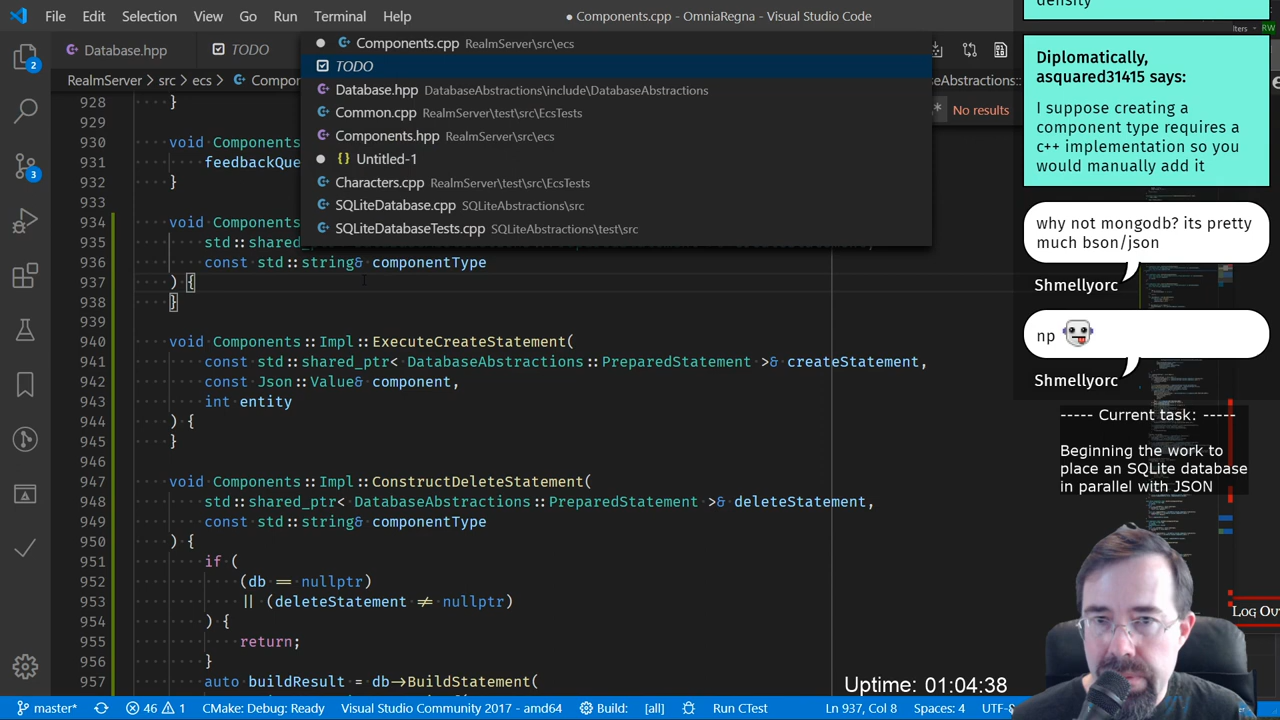 File Edit Selection View Go Run Terminal Help
● Components.cpp - OmniaRegna - Visual Studio Code
Database.hpp
TODO
RealmServer > src > ecs >
Components.cpp RealmServer\src\ecs
TODO
Database.hpp DatabaseAbstractions\include\DatabaseAbstractions
Common.cpp RealmServer\test\src\EcsTests
Components.hpp RealmServer\src\ecs
{} Untitled-1
Characters.cpp RealmServer\test\src\EcsTests
SQLiteDatabase.cpp SQLiteAbstractions\src
SQLiteDatabaseTests.cpp SQLiteAbstractions\test\src
No results
928 }
929
930 void Components
931 feedbackQue
932 }
933
934 void Components
935 std::shared_
936 const std::string& componentType
937 ) {
938 }
939
940 void Components::Impl::ExecuteCreateStatement(
941 const std::shared_ptr< DatabaseAbstractions::PreparedStatement >& createStatement,
942 const Json::Value& component,
943 int entity
944 ) {
945 }
946
947 void Components::Impl::ConstructDeleteStatement(
948 std::shared_ptr< DatabaseAbstractions::PreparedStatement >& deleteStatement,
949 const std::string& componentType
950 ) {
951 if (
952 (db == nullptr)
953 || (deleteStatement ≠ nullptr)
954 ) {
955 return;
956 }
957 auto buildResult = db→BuildStatement(
density
Diplomatically,
asquared31415 says:
I suppose creating a
component type requires a
c++ implementation so you
would manually add it
why not mongodb? its pretty
much bson/json
Shmellyorc
np
Shmellyorc
----- Current task: -----
Beginning the work to
place an SQLite database
in parallel with JSON
Uptime: 01:04:38
master* 46 1 CMake: Debug: Ready Visual Studio Community 2017 - amd64 Build: [all] Run CTest Ln 937, Col 8 Spaces: 4